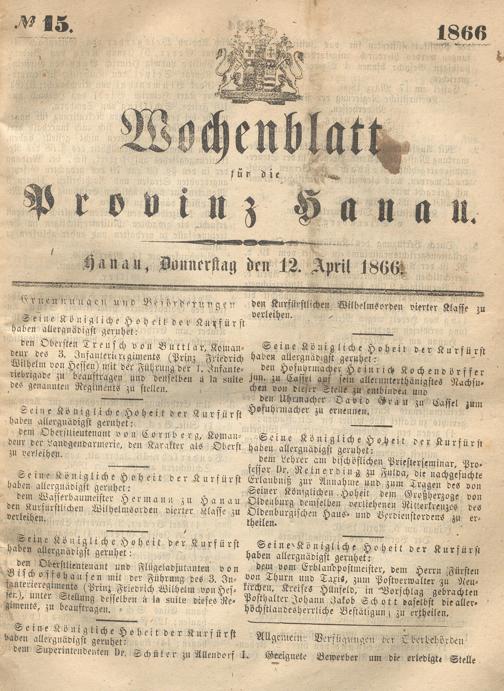 № 15.
1866
Wochenblatt
für die
Provinz Hanau.
Hanau, Donnerstag den 12. April 1866.
Ernennungen und Beförderungen
Seine Königliche Hoheit der Kurfürst
haben allergnädigst geruhet:
den Obersten Treusch von Buttlar, Koman-
deur des 3. Infanterieregiments (Prinz Friedrich
Wilhelm von Hessen) mit der Führung der 1. Infante-
riebrigade zu beauftragen und denselben à la suite
des genannten Regiments zu stellen.
Seine Königliche Hoheit der Kurfürst
haben allergnädigst geruhet:
dem Oberstlieutenant von Cornberg, Koman-
deur der Landgendarmerie, den Karakter als Oberst
zu verleihen.
Seine Königliche Hoheit der Kurfürst
haben allergnädigst geruhet:
dem Wasserbaumeister Hermann zu Hanau
den Kurfürstlichen Wilhelmsorden vierter Klasse zu
verleihen.
Seine Königliche Hoheit der Kurfürst
haben allergnädigst geruhet:
den Oberstlieutenant und Flügeladjutanten von
Bischoffshausen mit der Führung des 3. In-
fanterieregiments (Prinz Friedrich Wilhelm von Hes-
sen), unter Stellung desselben à la suite dieses Re-
giments, zu beauftragen.
Seine Königliche Hoheit der Kurfürst
haben allergnädigst geruhet:
dem Superintendenten Dr. Schüler zu Allendorf
den Kurfürstlichen Wilhelmsorden vierter Klasse zu
verleihen.
Seine Königliche Hoheit der Kurfürst
haben allergnädigst geruhet:
den Hofuhrmacher Heinrich Kochendörffer
jun. zu Cassel auf sein allerunterthänigstes Nachsu-
chen von dieser Stelle zu entbinden und
den Uhrmacher David Grau zu Cassel zum
Hofuhrmacher zu ernennen.
Seine Königliche Hoheit der Kurfürst
haben allergnädigst geruhet:
dem Lehrer am bischöflichen Priesterseminar, Pro-
fessor Dr. Reinerding zu Fulda, die nachgesuchte
Erlaubniß zur Annahme und zum Tragen des von
Seiner Königlichen Hoheit dem Großherzoge von
Oldenburg demselben verliehenen Ritterkreuzes des
Oldenburgischen Haus- und Verdienstordens zu er-
theilen.
Seine Königliche Hoheit der Kurfürst
haben allergnädigst geruhet:
dem vom Erblandpostmeister, dem Herrn Fürsten
von Thurn und Taxis, zum Postverwalter zu Neu-
kirchen, Kreises Hünfeld, in Vorschlag gebrachten
Posthalter Johann Jakob Schott daselbst die aller-
höchstlandesherrliche Bestätigung zu ertheilen.
Allgemeine Verfügungen der Oberbehörden
1. Geeignete Bewerber um die erledigte Stelle